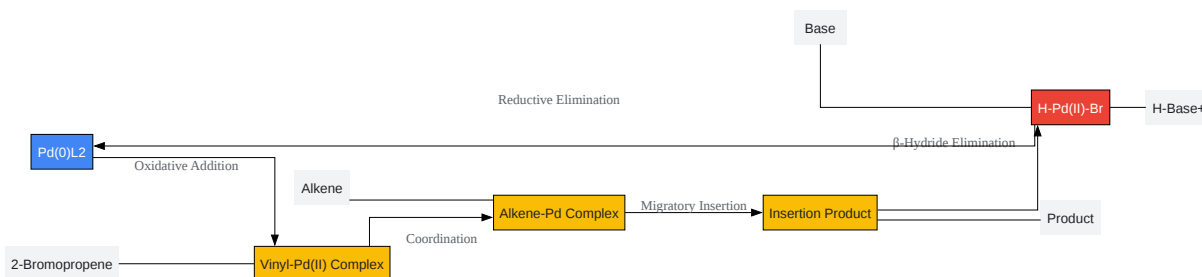 Base
Reductive Elimination
H-Pd(II)-Br
H-Base+
Pd(0)L2
β-Hydride Elimination
Oxidative Addition
Alkene
Alkene-Pd Complex
Migratory Insertion
Insertion Product
Product
Coordination
2-Bromopropene
Vinyl-Pd(II) Complex